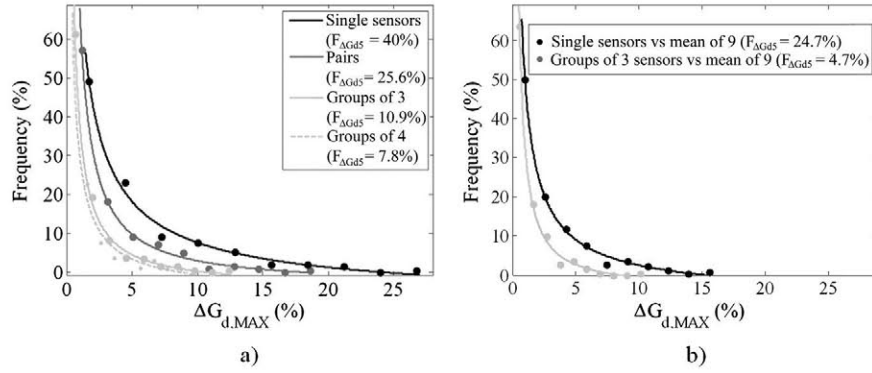 Frequency (%)
60
50
40
30
20
10
0
0
5
10
15
20
25
ΔG d.MAX (%)
Single sensors
(FΔGd5 = 40%)
Pairs
(FΔGd5 = 25.6%)
Groups of 3
(FΔGd5 = 10.9%)
Groups of 4
(FΔGd5 = 7.8%)
a)
Frequency (%)
60
50
40
30
20
10
0
0
5
10
15
20
25
ΔG d.MAX (%)
Single sensors vs mean of 9 (FΔGd5 = 24.7%)
Groups of 3 sensors vs mean of 9 (FΔGd5 = 4.7%)
b)